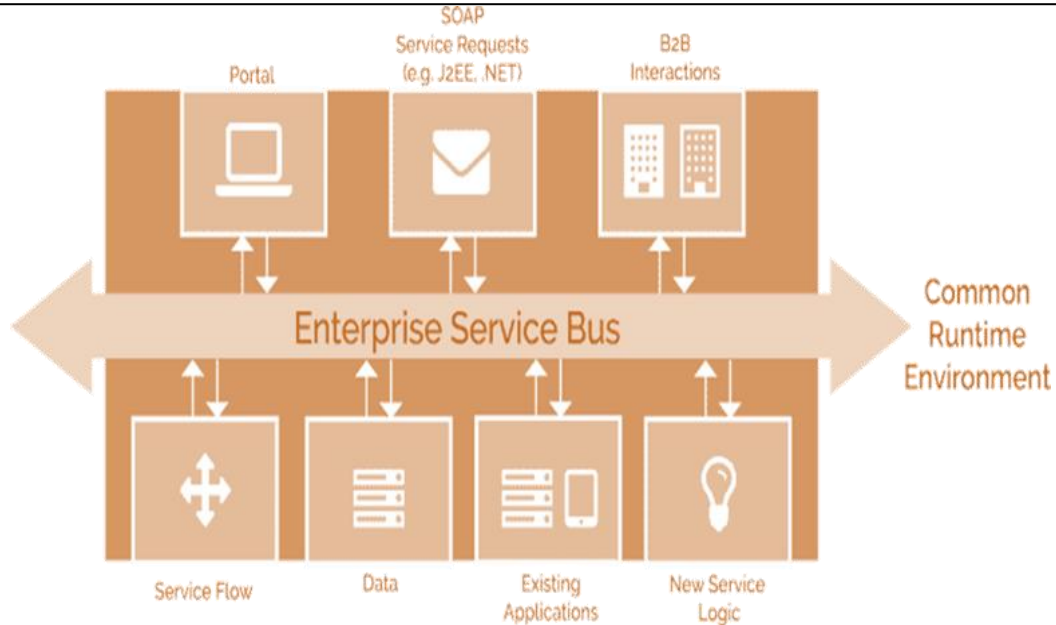 Portal
SOAP
Service Requests
(e.g. J2EE, .NET)
B2B
Interactions
Enterprise Service Bus
Common
Runtime
Environment
Service Flow
Data
Existing
Applications
New Service
Logic